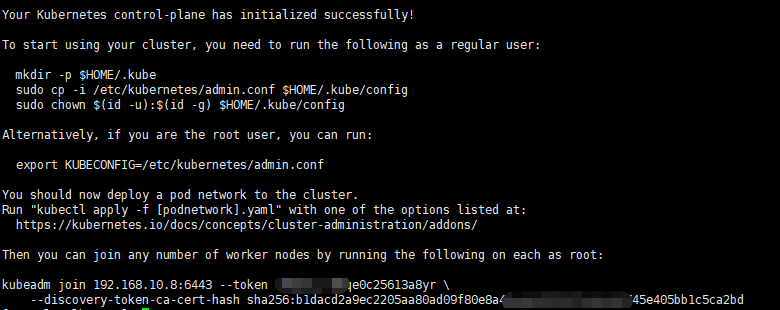 Your Kubernetes control-plane has initialized successfully!
To start using your cluster, you need to run the following as a regular user:
mkdir -p $HOME/.kube
sudo cp -i /etc/kubernetes/admin.conf $HOME/.kube/config
sudo chown $(id -u):$(id -g) $HOME/.kube/config
Alternatively, if you are the root user, you can run:
export KUBECONFIG=/etc/kubernetes/admin.conf
You should now deploy a pod network to the cluster.
Run "kubectl apply -f [podnetwork].yaml" with one of the options listed at:
https://kubernetes.io/docs/concepts/cluster-administration/addons/
Then you can join any number of worker nodes by running the following on each as root:
kubeadm join 192.168.10.8:6443 --token \
--discovery-token-ca-cert-hash